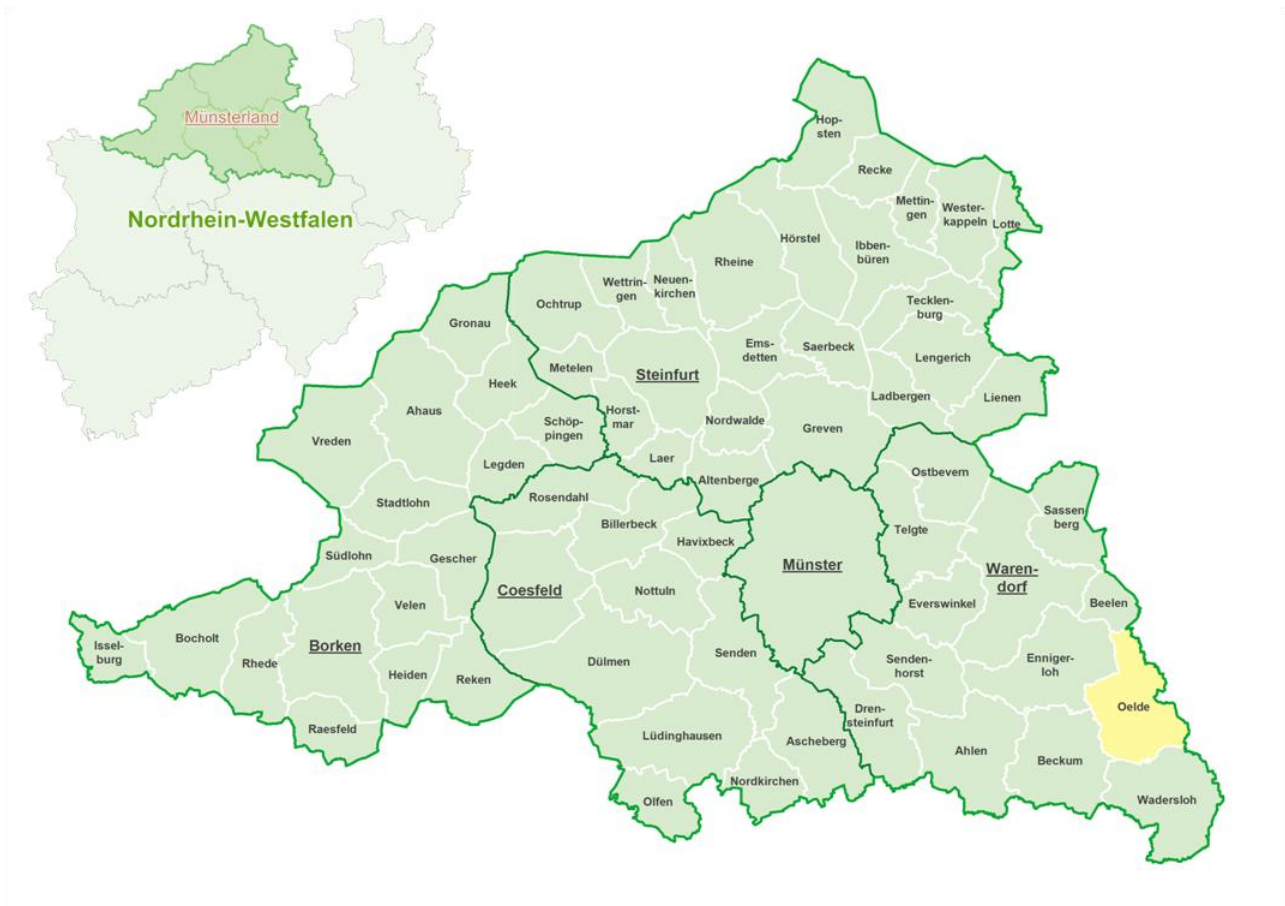 Münsterland
Nordrhein-Westfalen
Hop-
sten
Recke
Mettin-
gen
Wester-
kappeln
Lotte
Hörstel
Ibben-
büren
Rheine
Neuen-
kirchen
Wettrin-
gen
Ochtrup
Tecklen-
burg
Gronau
Ems-
detten
Saerbeck
Lengerich
Metelen
Steinfurt
Heek
Ladbergen
Lienen
Ahaus
Horst-
mar
Nordwalde
Greven
Schöp-
pingen
Vreden
Laer
Legden
Altenberge
Ostbevern
Stadtlohn
Rosendahl
Billerbeck
Sassen
berg
Telgte
Havixbeck
Südlohn
Gescher
Münster
Waren-
dorf
Coesfeld
Nottuln
Velen
Everswinkel
Beelen
Bocholt
Issel-
burg
Rhede
Borken
Heiden
Reken
Dülmen
Senden
Senden-
horst
Enniger-
loh
Oelde
Raesfeld
Dren-
steinfurt
Lüdinghausen
Ascheberg
Ahlen
Beckum
Nordkirchen
Olfen
Wadersloh